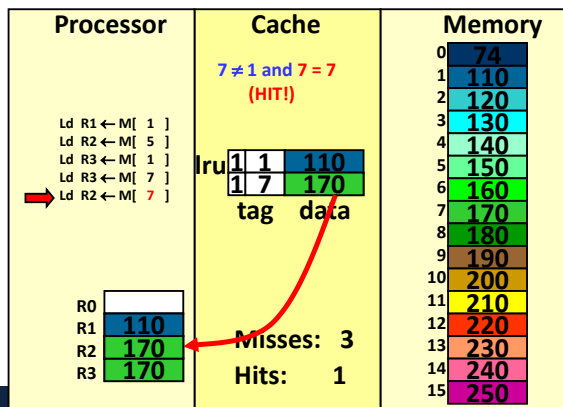 Processor
Ld R1 ← M[ 1 ]
Ld R2 ← M[ 5 ]
Ld R3 ← M[ 1 ]
Ld R3 ← M[ 7 ]
Ld R2 ← M[ 7 ]
R0
R1 110
R2 170
R3 170
Cache
7 ≠ 1 and 7 = 7
(HIT!)
lru 1 1 110
1 7 170
tag data
Misses: 3
Hits: 1
Memory
0 74
1 110
2 120
3 130
4 140
5 150
6 160
7 170
8 180
9 190
10 200
11 210
12 220
13 230
14 240
15 250